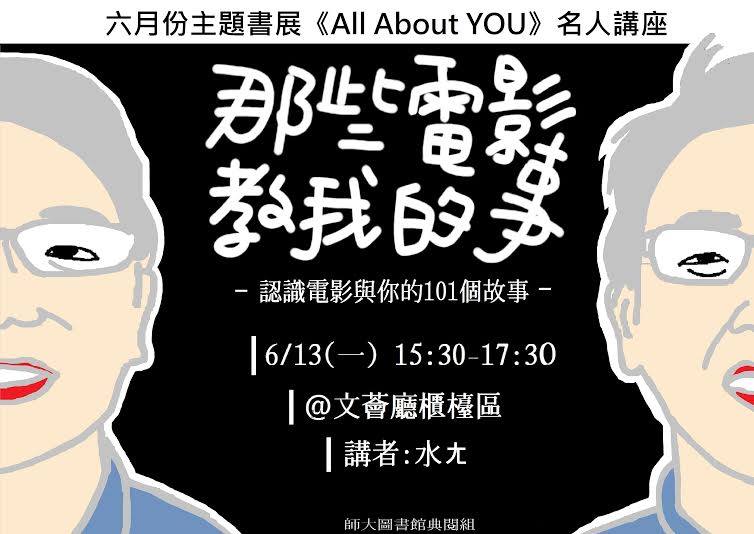 六月份主題書展《All About YOU》名人講座
那些電影
教我的事
- 認識電影與你的101個故事 -
6/13(一) 15:30-17:30
@文薈廳櫃檯區
講者:水ㄤ
師大圖書館典閱組